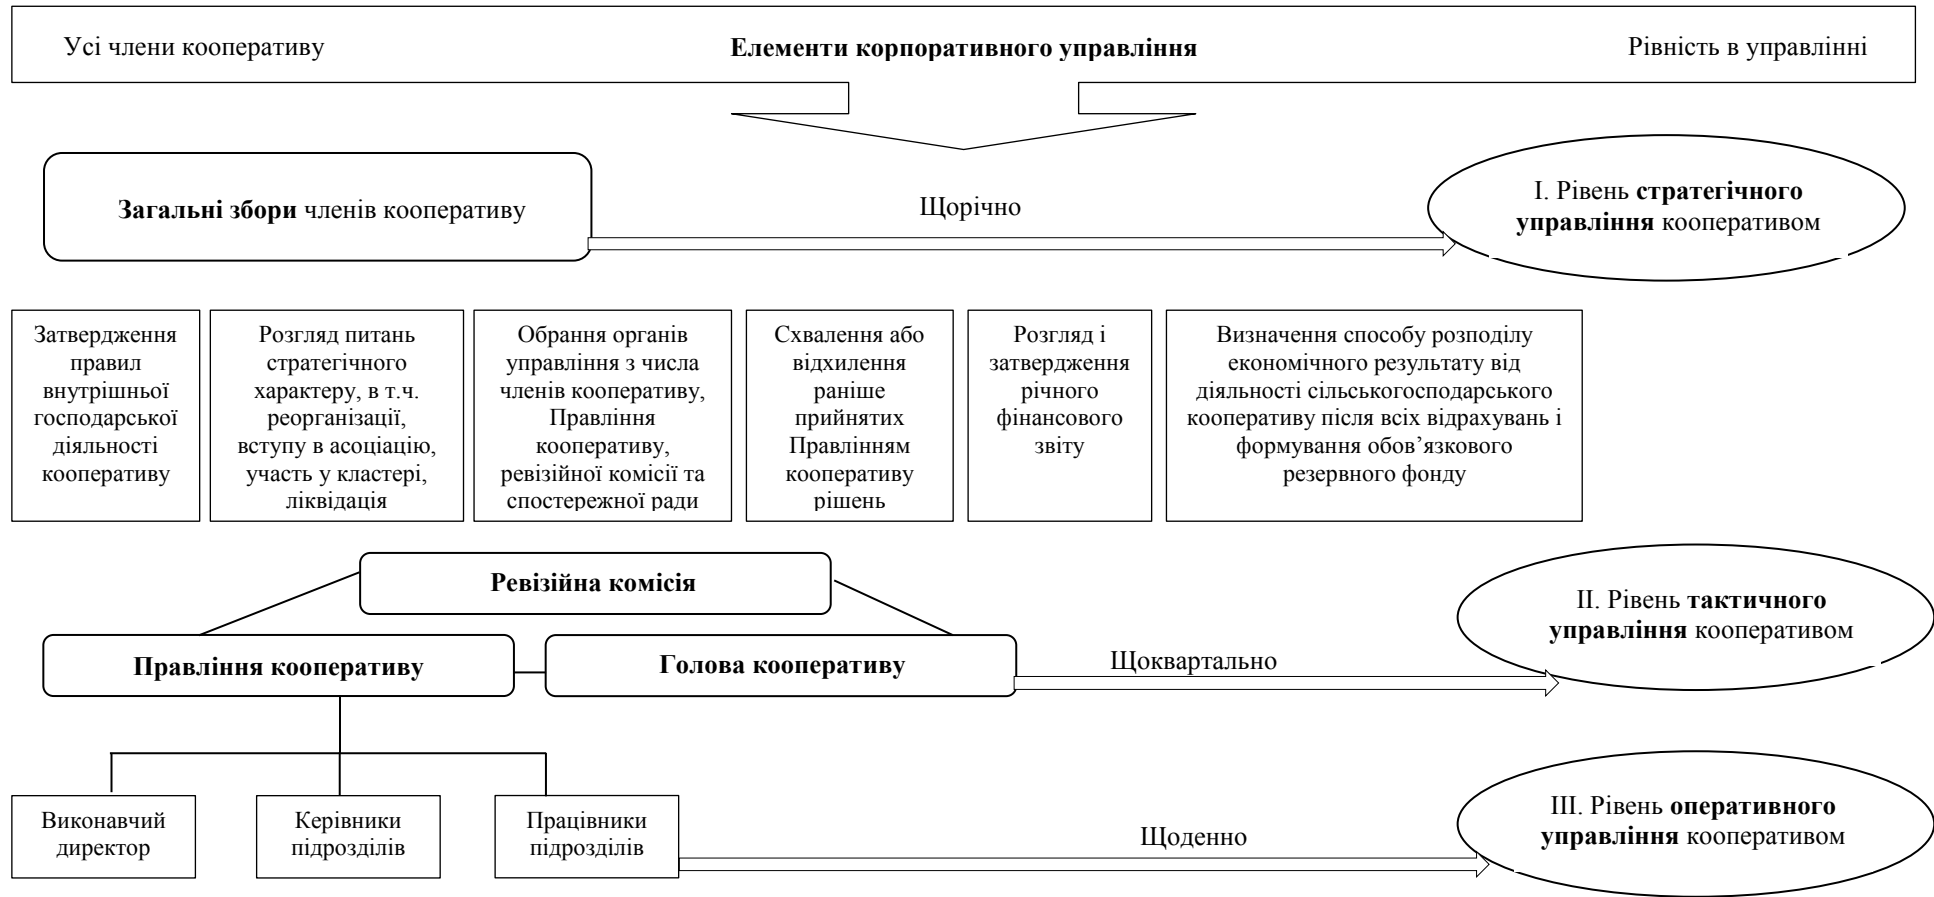 Усі члени кооперативу
Елементи корпоративного управління
Рівність в управлінні
Загальні збори членів кооперативу
Щорічно
І. Рівень стратегічного
управління кооперативом
Затвердження
правил
внутрішньої
господарської
діяльності
кооперативу
Розгляд питань
стратегічного
характеру, в т.ч.
реорганізації,
вступу в асоціацію,
участь у кластері,
ліквідація
Обрання органів
управління з числа
членів кооперативу,
Правління
кооперативу,
ревізійної комісії та
спостережної ради
Схвалення або
відхилення
раніше
прийнятих
Правлінням
кооперативу
рішень
Розгляд і
затвердження
річного
фінансового
звіту
Визначення способу розподілу
економічного результату від
діяльності сільськогосподарського
кооперативу після всіх відрахувань і
формування обов’язкового
резервного фонду
Ревізійна комісія
Правління кооперативу
Голова кооперативу
Щоквартально
ІІ. Рівень тактичного
управління кооперативом
Виконавчий
директор
Керівники
підрозділів
Працівники
підрозділів
Щоденно
ІІІ. Рівень оперативного
управління кооперативом